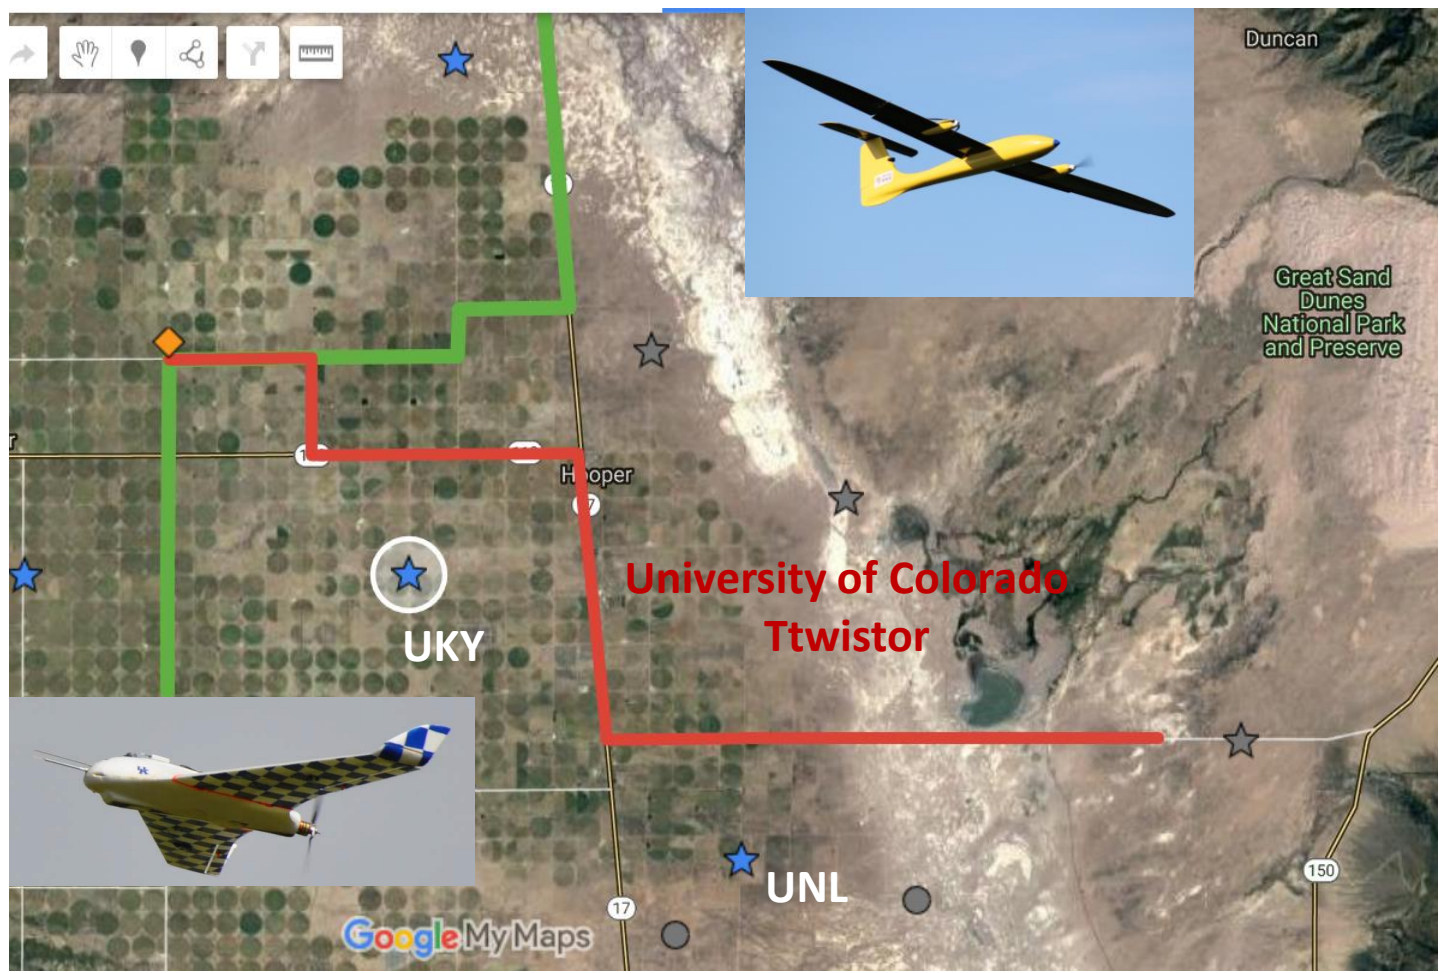 Duncan
Great Sand
Dunes
National Park
and Preserve
Hooper
University of Colorado
Ttwistor
UKY
UNL
150
17
Google My Maps